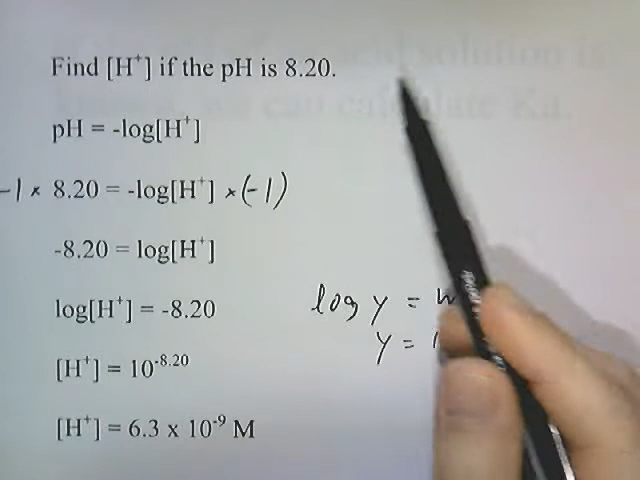 Find [H⁺] if the pH is 8.20.
pH = -log[H⁺]
-1 × 8.20 = -log[H⁺] × (-1)
-8.20 = log[H⁺]
log[H⁺] = -8.20
log y =
y =
[H⁺] = 10⁻⁸·²⁰
[H⁺] = 6.3 x 10⁻⁹ M